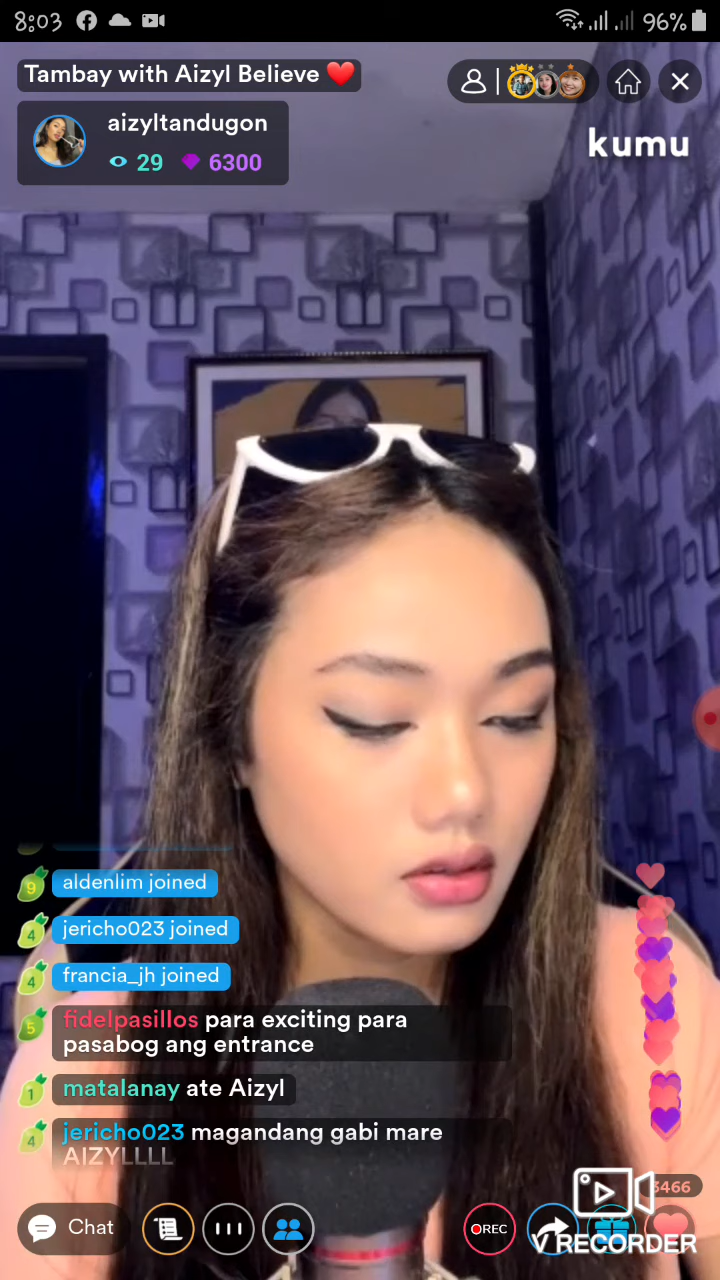 8:03
96%
Tambay with Aizyl Believe ❤️
aizyltandugon
29 6300
kumu
9 aldenlim joined
4 jericho023 joined
4 francia_jh joined
5 fidelpasillos para exciting para
pasabog ang entrance
1 matalanay ate Aizyl
4 jericho023 magandang gabi mare
AIZYLLLL
Chat
REC
3466
V RECORDER